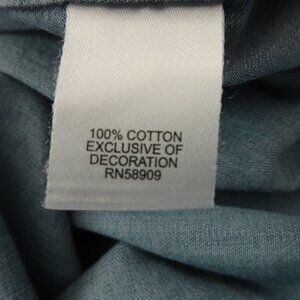 100% COTTON
EXCLUSIVE OF
DECORATION
RN58909